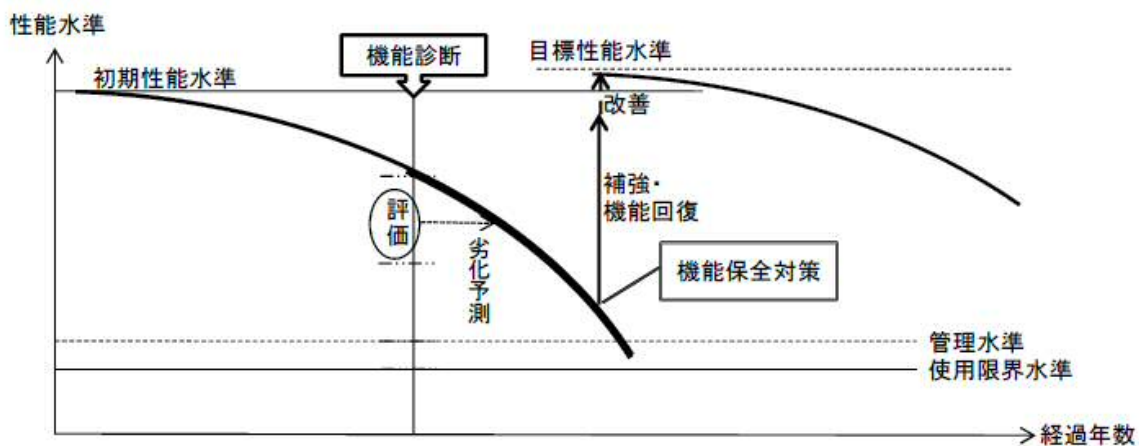 性能水準
機能診断
目標性能水準
初期性能水準
改善
補強・
機能回復
評価
劣化予測
機能保全対策
管理水準
使用限界水準
経過年数